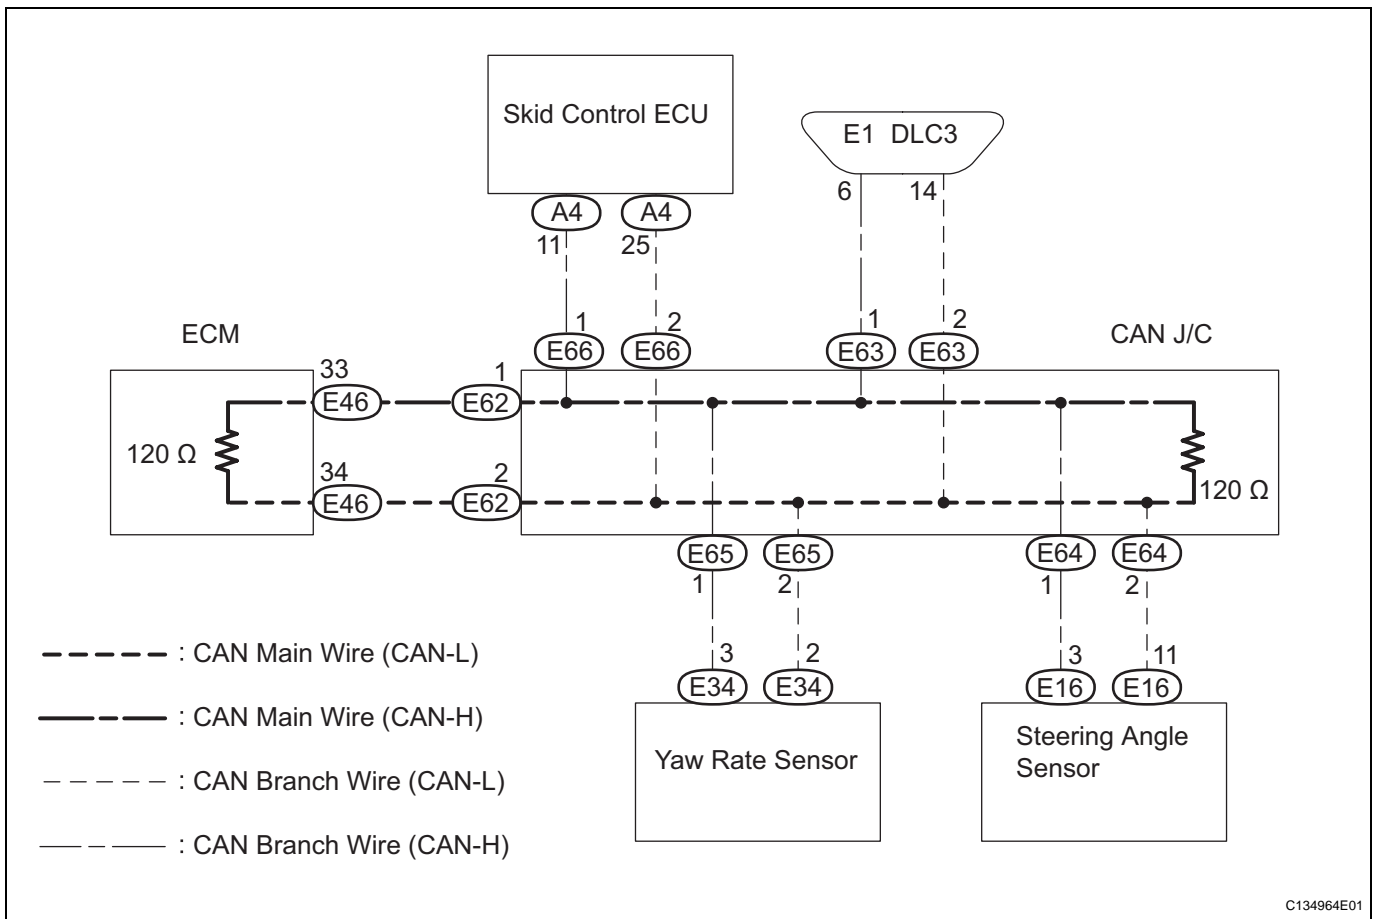 Skid Control ECU
E1 DLC3
6 14
A4 A4
11 25
1 2 1 2
ECM
E66 E66 E63 E63
CAN J/C
33 1
E46 E62
120 Ω
34 2
E46 E62
120 Ω
E65 E65 E64 E64
1 2 1 2
3 2 3 11
E34 E34 E16 E16
Yaw Rate Sensor
Steering Angle
Sensor
: CAN Main Wire (CAN-L)
: CAN Main Wire (CAN-H)
: CAN Branch Wire (CAN-L)
: CAN Branch Wire (CAN-H)
C134964E01